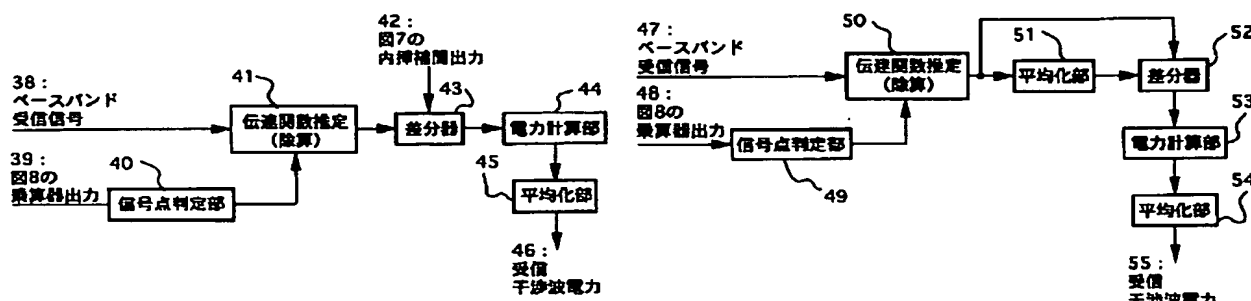 42：
図7の
内挿補間出力
38：
ベースバンド
受信信号
41
伝達関数推定
(除算)
43
差分器
44
電力計算部
39：
図8の
乗算器出力
40
信号点判定部
45
平均化部
46：
受信
干渉波電力
47：
ベースバンド
受信信号
50
伝達関数推定
(除算)
51
平均化部
52
差分器
48：
図8の
乗算器出力
信号点判定部
49
53
電力計算部
54
平均化部
55：
受信
干渉波電力